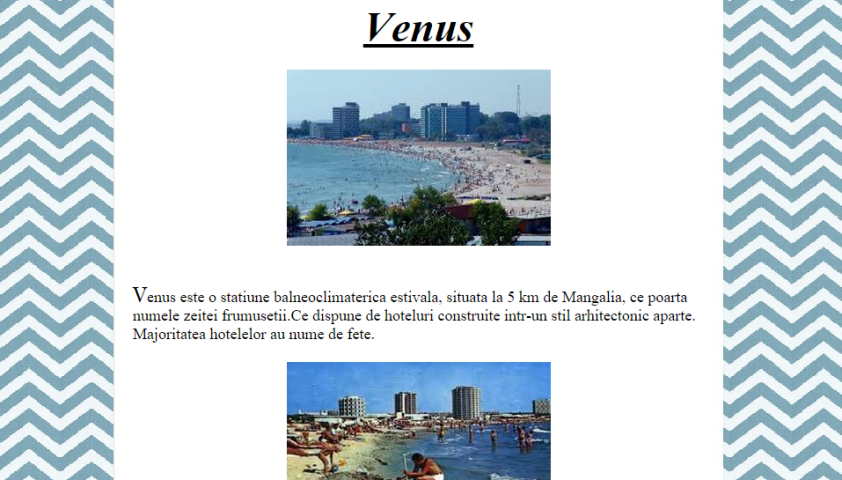 Venus
Venus este o statiune balneoclimaterica estivala, situata la 5 km de Mangalia, ce poarta
numele zeitei frumusetii.Ce dispune de hoteluri construite intr-un stil arhitectonic aparte.
Majoritatea hotelelor au nume de fete.